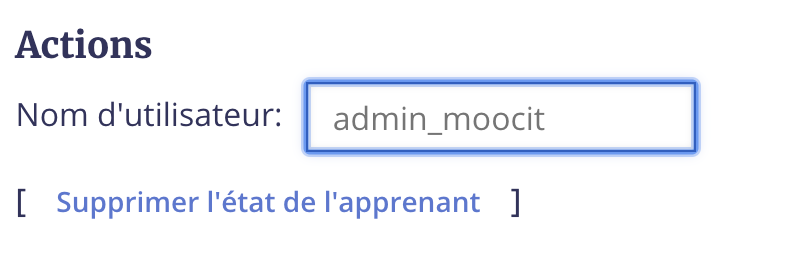 Actions
Nom d'utilisateur: admin_moocit
[ Supprimer l'état de l'apprenant ]